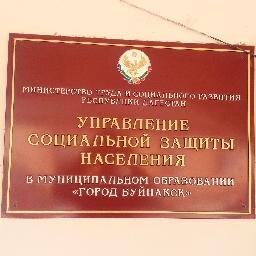 МИНИСТЕРСТВО ТРУДА И СОЦИАЛЬНОГО РАЗВИТИЯ
РЕСПУБЛИКИ ДАГЕСТАН
УПРАВЛЕНИЕ
СОЦИАЛЬНОЙ ЗАЩИТЫ
НАСЕЛЕНИЯ
В МУНИЦИПАЛЬНОМ ОБРАЗОВАНИИ
«ГОРОД БУЙНАКСК»